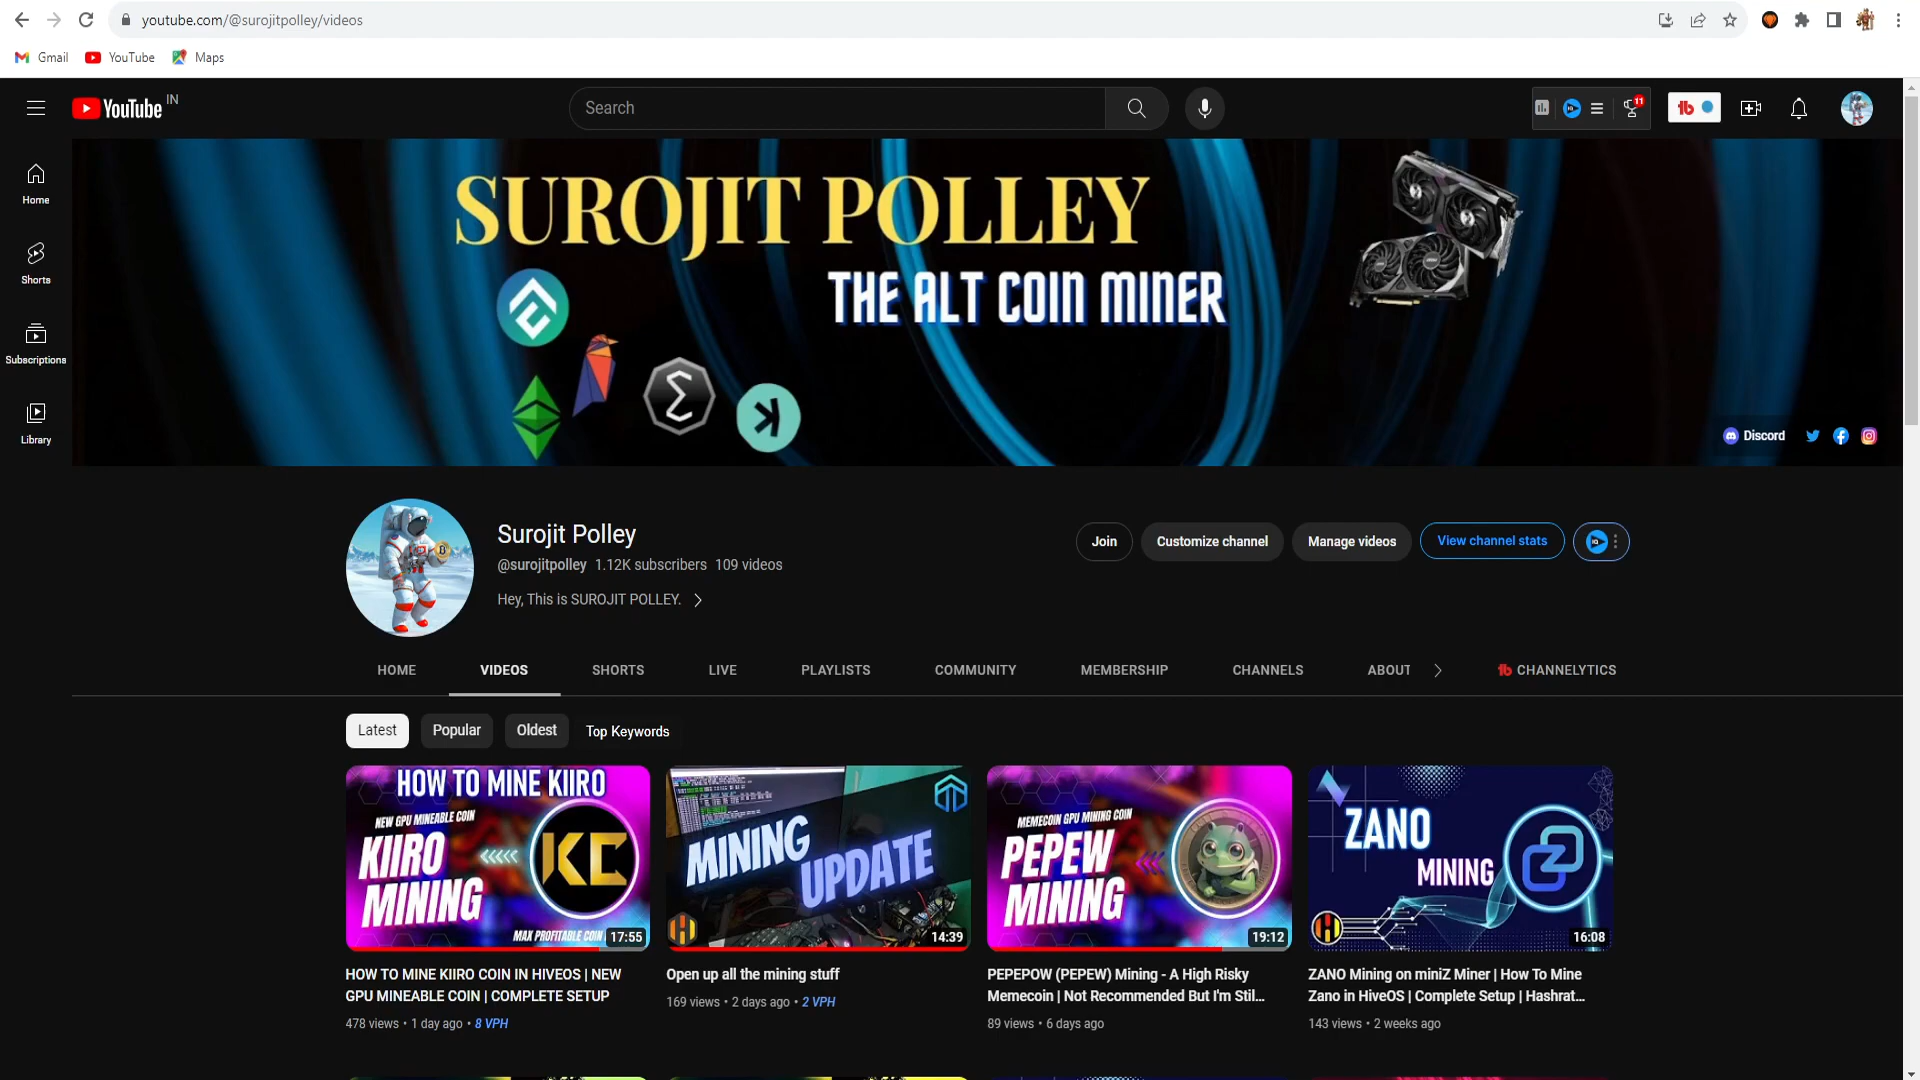 youtube.com/@surojitpolley/videos
Gmail
YouTube
Maps
YouTube IN
Search
11
Home
Shorts
Subscriptions
Library
SUROJIT POLLEY
THE ALT COIN MINER
Discord
Surojit Polley
@surojitpolley 1.12K subscribers 109 videos
Hey, This is SUROJIT POLLEY.
Join
Customize channel
Manage videos
View channel stats
HOME
VIDEOS
SHORTS
LIVE
PLAYLISTS
COMMUNITY
MEMBERSHIP
CHANNELS
ABOUT
CHANNELYTICS
Latest
Popular
Oldest
Top Keywords
HOW TO MINE KIIRO
NEW GPU MINEABLE COIN
KIIRO
MINING
KC
MAX PROFITABLE COIN
17:55
MINING
UPDATE
14:39
MEMECOIN GPU MINING COIN
PEPEW
MINING
19:12
ZANO
MINING
16:08
HOW TO MINE KIIRO COIN IN HIVEOS | NEW
GPU MINEABLE COIN | COMPLETE SETUP
478 views • 1 day ago • 8 VPH
Open up all the mining stuff
169 views • 2 days ago • 2 VPH
PEPEPOW (PEPEW) Mining - A High Risky
Memecoin | Not Recommended But I'm Stil...
89 views • 6 days ago
ZANO Mining on miniZ Miner | How To Mine
Zano in HiveOS | Complete Setup | Hashrat...
143 views • 2 weeks ago